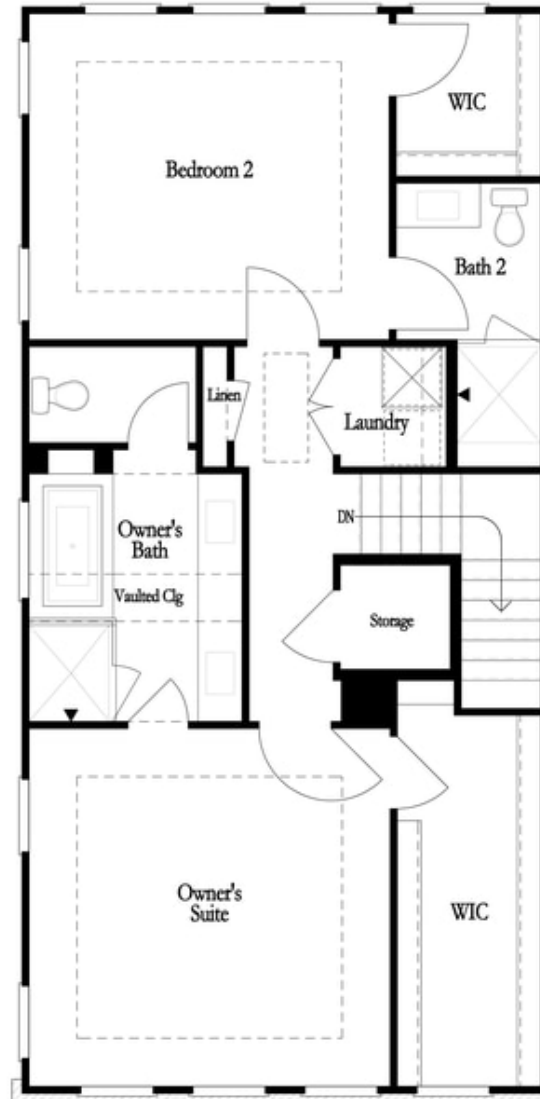 WIC
Bedroom 2
Bath 2
Linen
Laundry
DN
Owner's
Bath
Vaulted Clg
Storage
Owner's
Suite
WIC